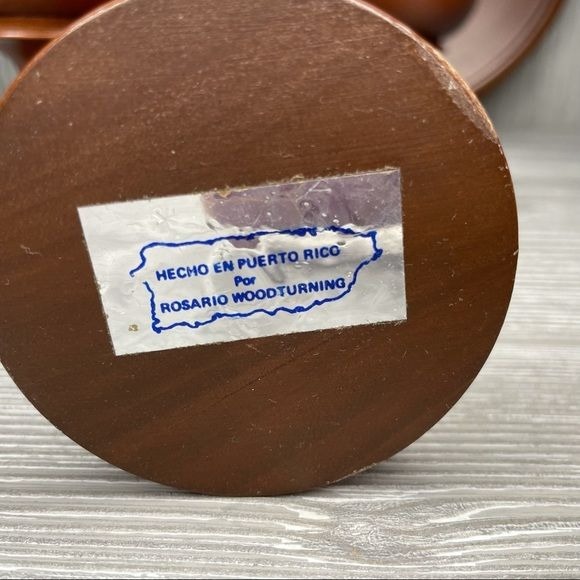 HECHO EN PUERTO RICO
Por
ROSARIO WOODTURNING